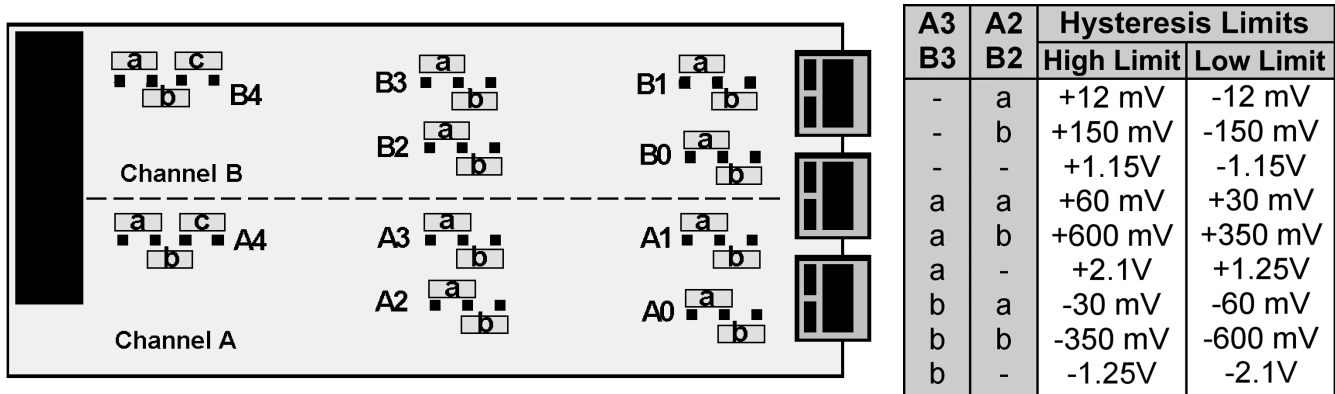 a c
b B4
B3 a
b
B1 a
b
B2 a
b
B0 a
b
Channel B
a c
b A4
A3 a
b
A1 a
b
A2 a
b
A0 a
b
Channel A
A3 A2 Hysteresis Limits
B3 B2 High Limit Low Limit
- a +12 mV -12 mV
- b +150 mV -150 mV
- - +1.15V -1.15V
a a +60 mV +30 mV
a b +600 mV +350 mV
a - +2.1V +1.25V
b a -30 mV -60 mV
b b -350 mV -600 mV
b - -1.25V -2.1V